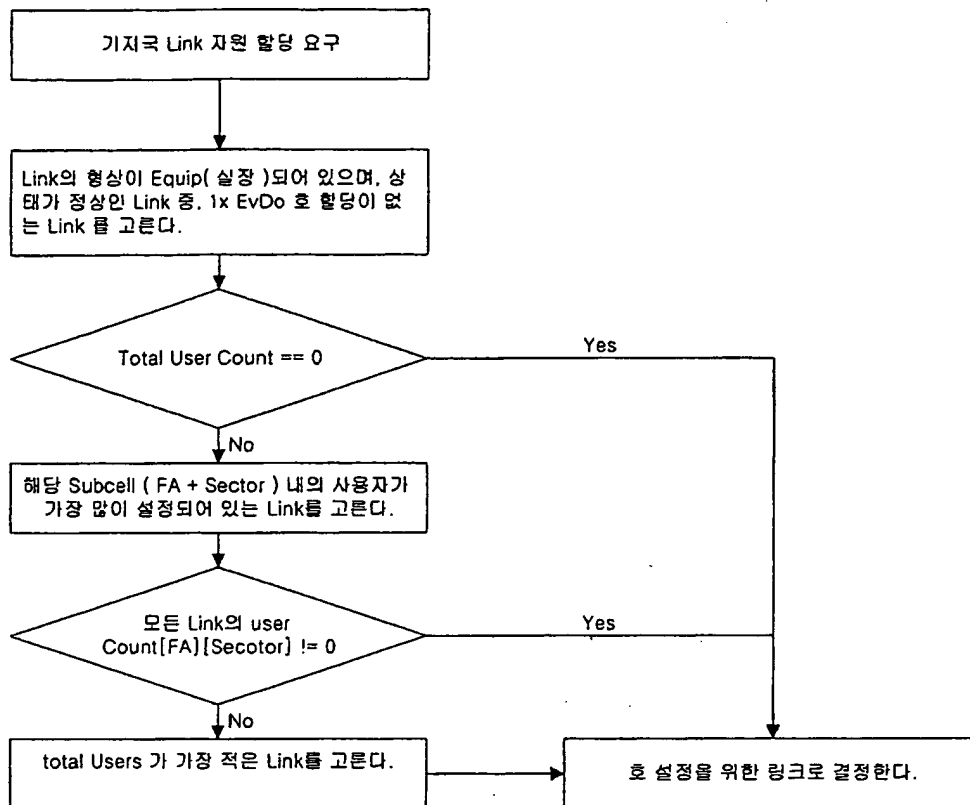 기지국 Link 자원 할당 요구
Link의 형상이 Equip( 실장 )되어 있으며, 상
태가 정상인 Link 중, 1x EvDo 호 할당이 없
는 Link 를 고른다.
Total User Count == 0
Yes
No
해당 Subcell ( FA + Sector ) 내의 사용자가
가장 많이 설정되어 있는 Link를 고른다.
모든 Link의 user
Count[FA][Secotor] != 0
Yes
No
total Users 가 가장 적은 Link를 고른다.
호 설정을 위한 링크로 결정한다.